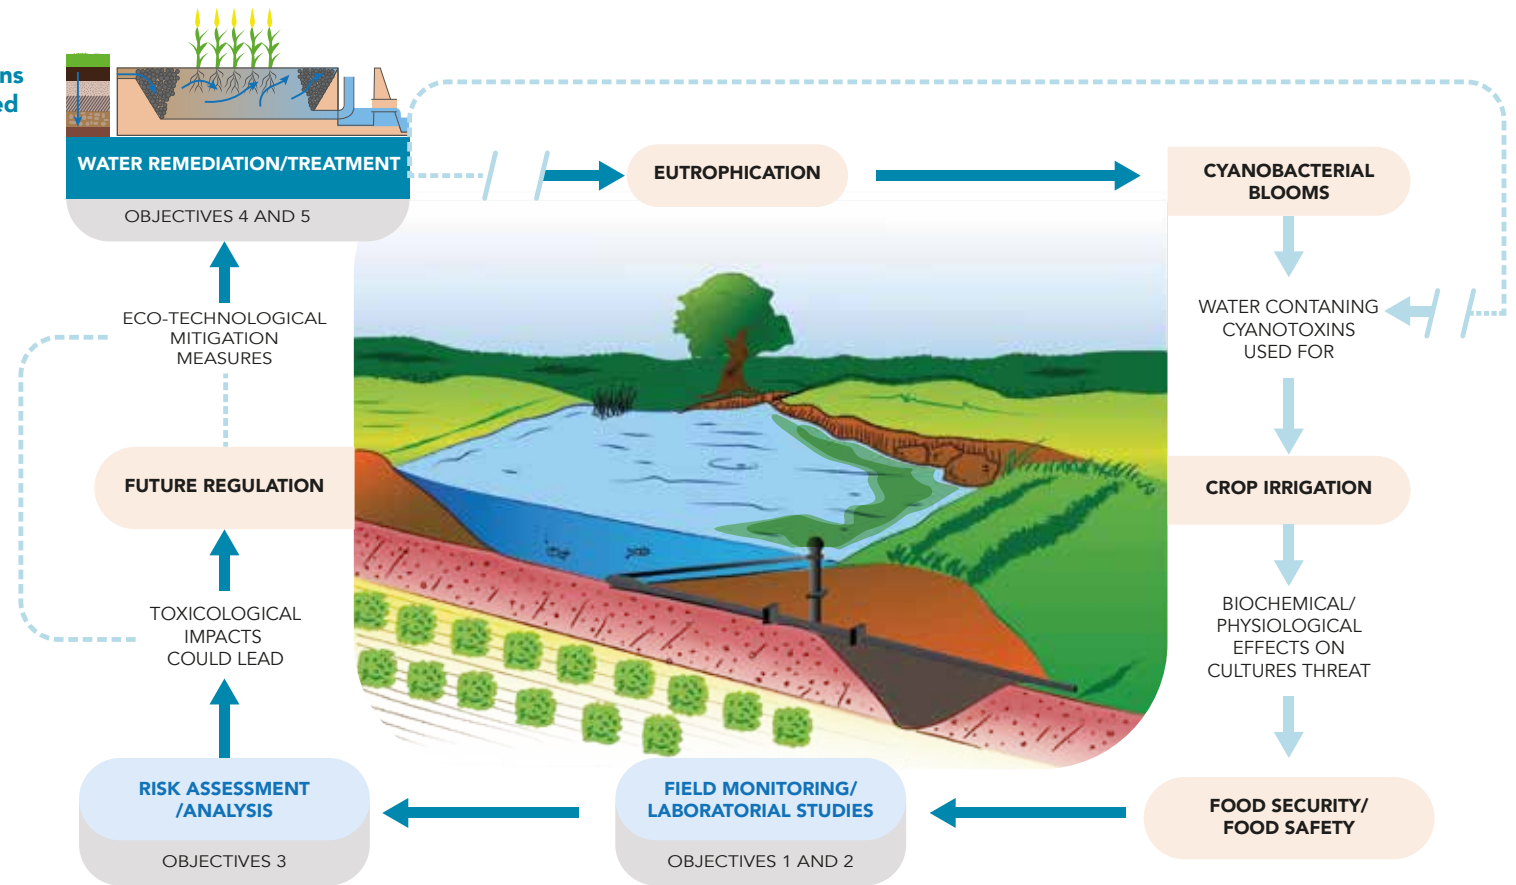 ns
ed
WATER REMEDIATION/TREATMENT
OBJECTIVES 4 AND 5
EUTROPHICATION
CYANOBACTERIAL
BLOOMS
WATER CONTANING
CYANOTOXINS
USED FOR
CROP IRRIGATION
BIOCHEMICAL/
PHYSIOLOGICAL
EFFECTS ON
CULTURES THREAT
FOOD SECURITY/
FOOD SAFETY
FIELD MONITORING/
LABORATORIAL STUDIES
OBJECTIVES 1 AND 2
RISK ASSESSMENT
/ANALYSIS
OBJECTIVES 3
TOXICOLOGICAL
IMPACTS
COULD LEAD
FUTURE REGULATION
ECO-TECHNOLOGICAL
MITIGATION
MEASURES